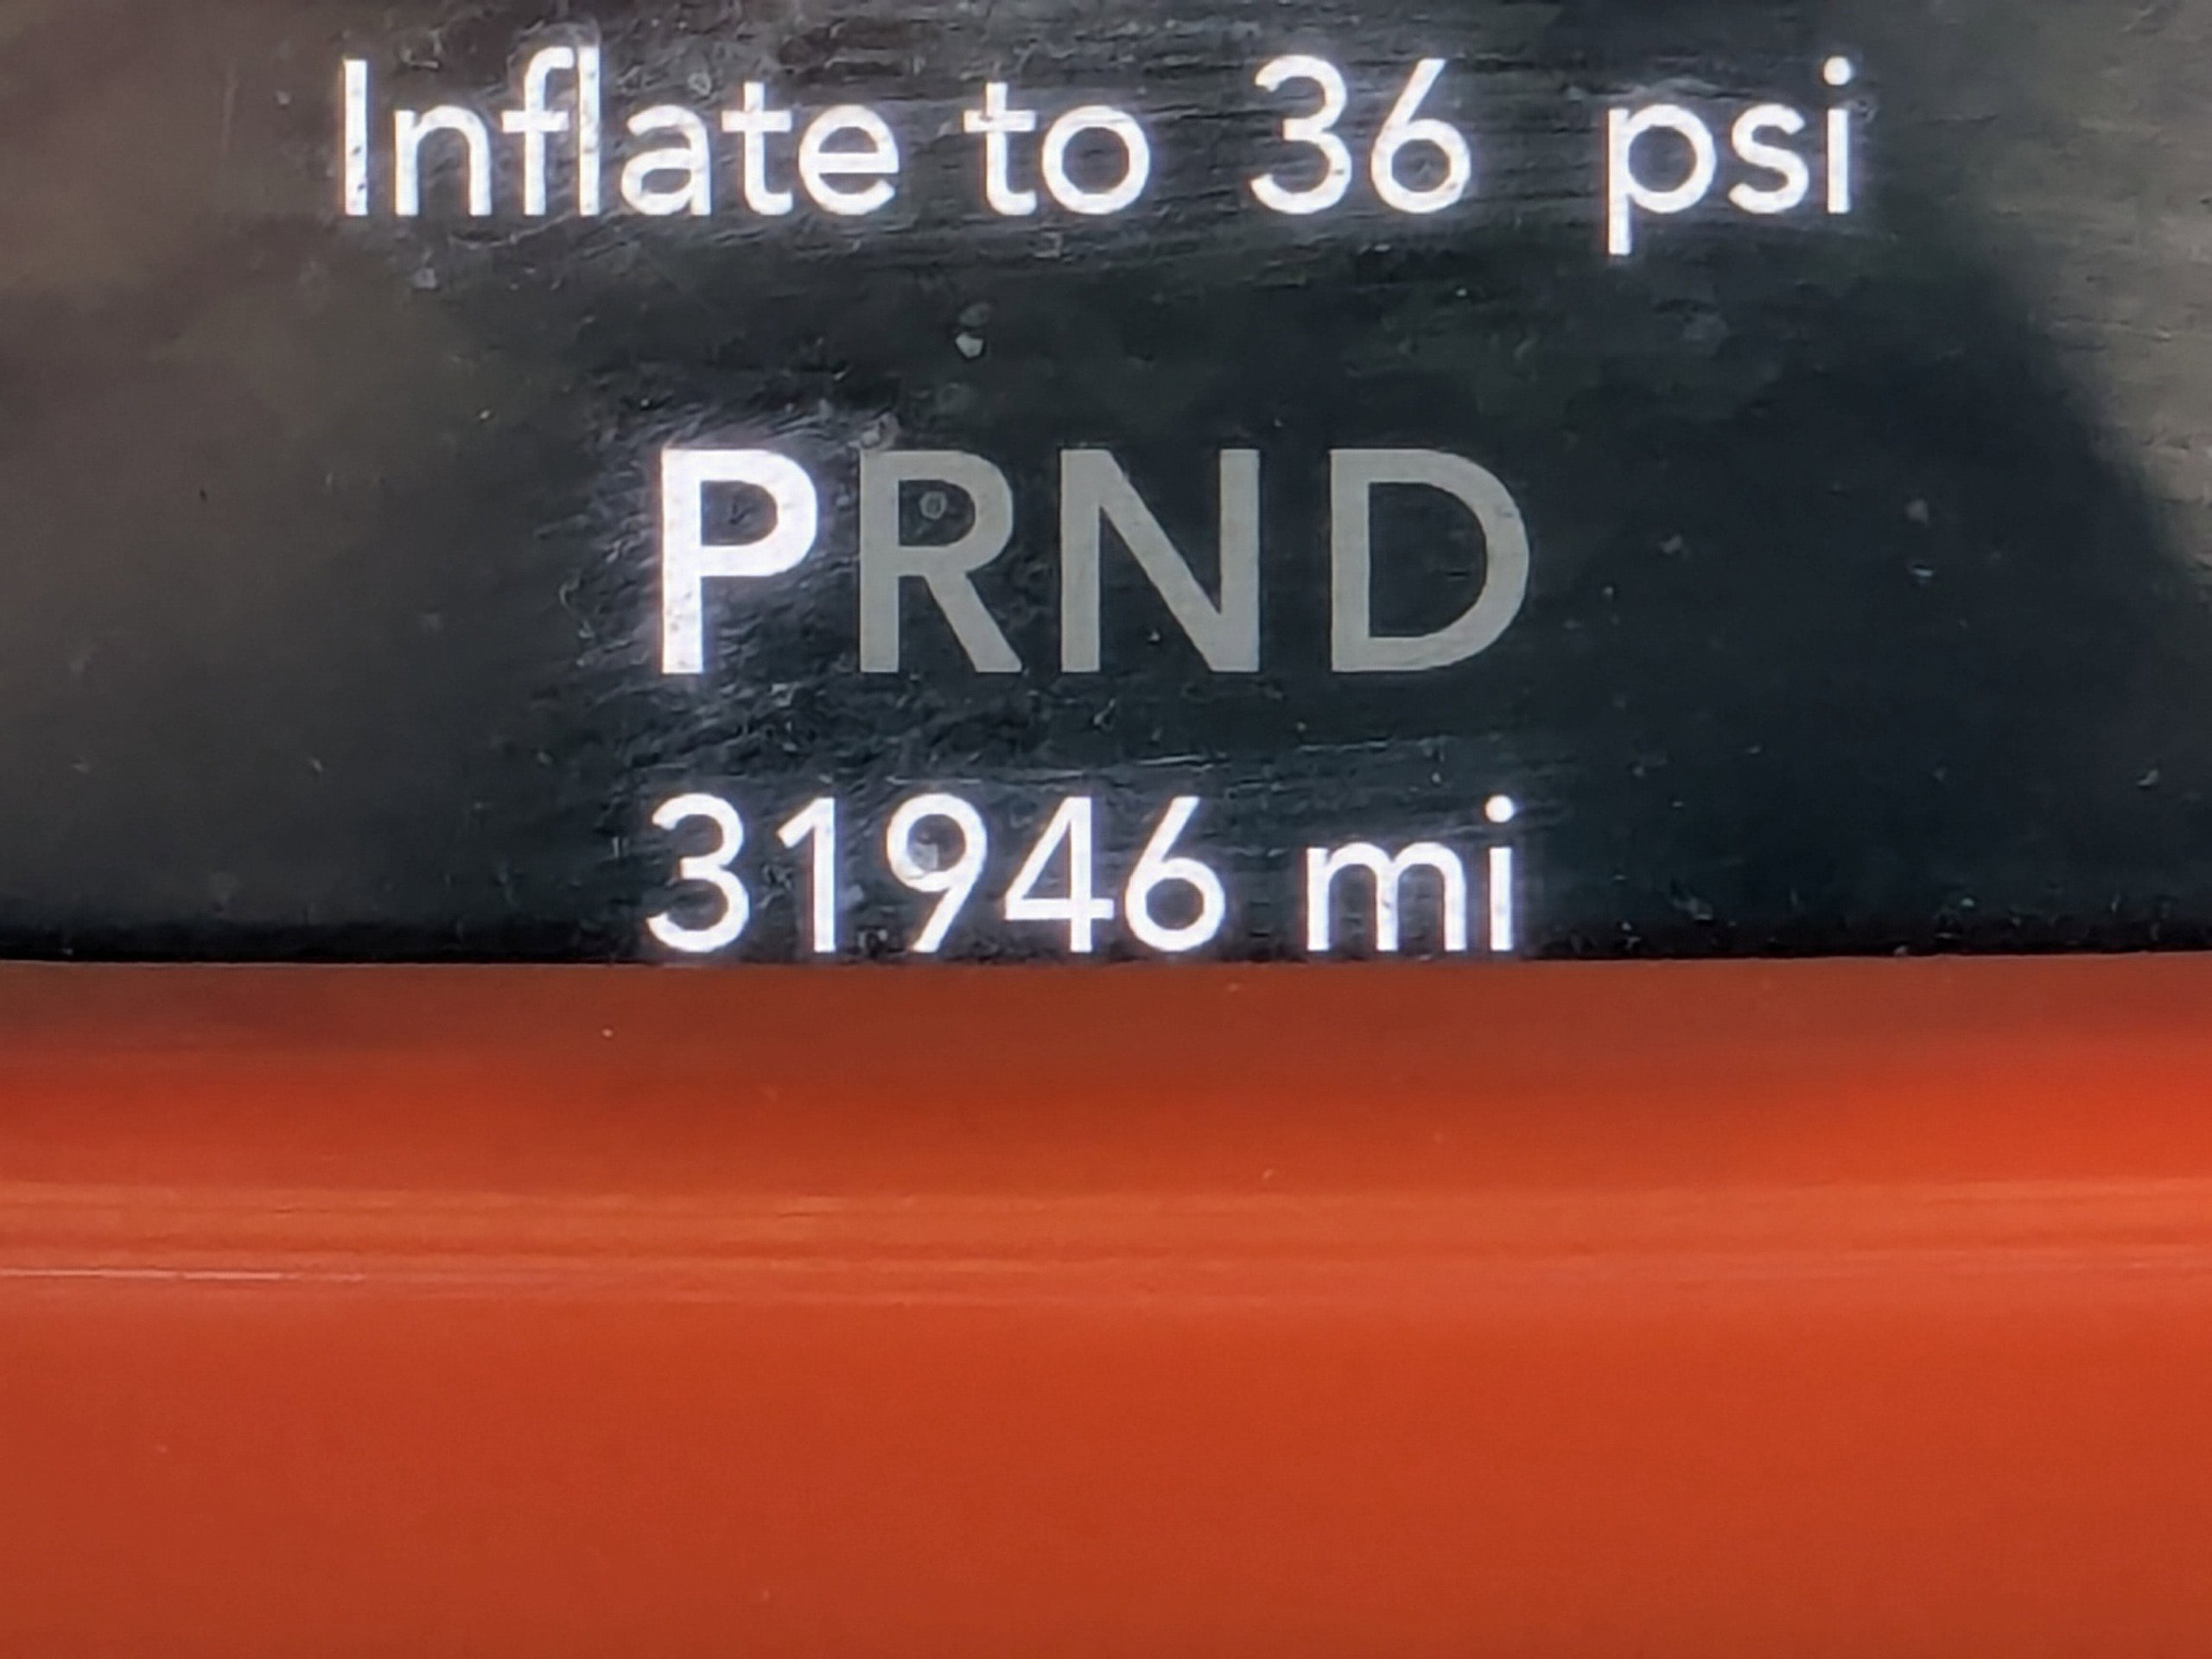 Inflate to 36 psi
PRND
31946 mi